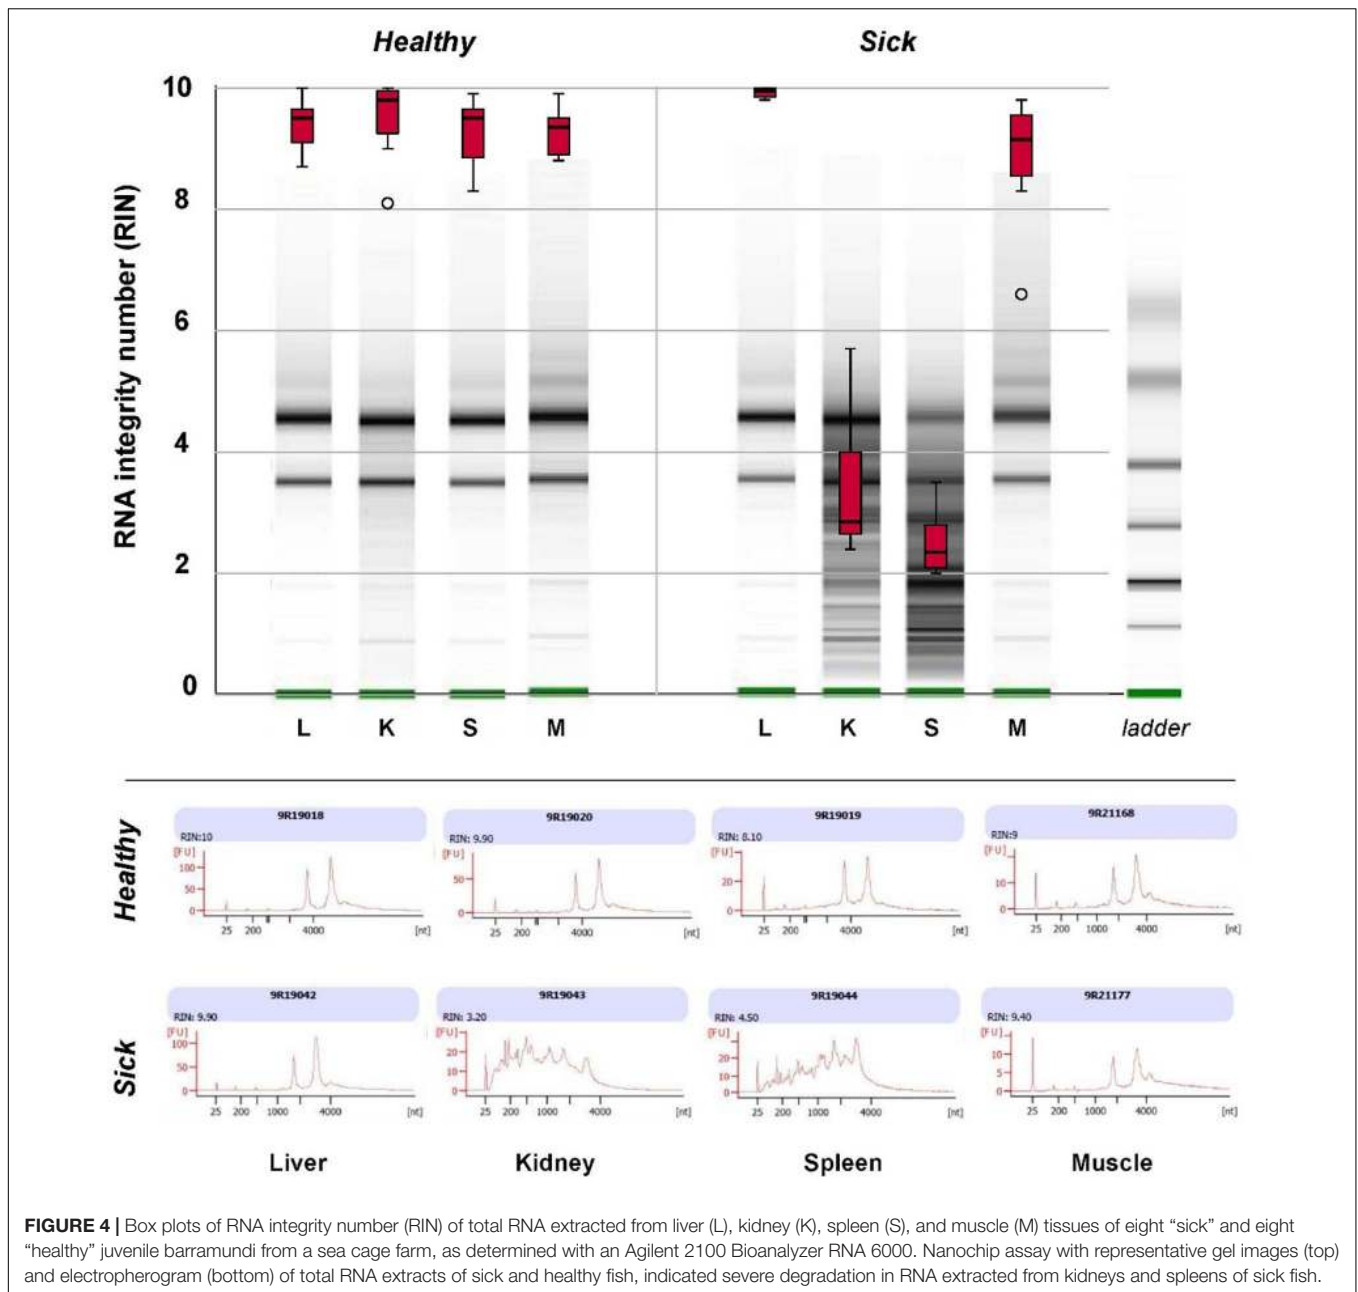 Healthy Sick
10
8
6
4
2
0
RNA integrity number (RIN)
L K S M L K S M ladder
Healthy
9R19018
RIN:10
[FU]
100
50
0
25 200 4000 [nt]
9R19020
RIN: 9.90
[FU]
50
0
25 200 4000 [nt]
9R19019
RIN: 8.10
[FU]
40
20
0
25 200 4000 [nt]
9R21168
RIN:9
[FU]
10
0
25 200 1000 4000 [nt]
Sick
9R19042
RIN: 9.90
[FU]
100
50
0
25 200 1000 4000 [nt]
9R19043
RIN: 3.20
[FU]
20
10
0
25 200 1000 4000 [nt]
9R19044
RIN: 4.50
[FU]
20
10
0
25 200 1000 4000 [nt]
9R21177
RIN: 9.40
[FU]
10
5
0
25 200 1000 4000 [nt]
Liver Kidney Spleen Muscle
FIGURE 4 | Box plots of RNA integrity number (RIN) of total RNA extracted from liver (L), kidney (K), spleen (S), and muscle (M) tissues of eight “sick” and eight
“healthy” juvenile barramundi from a sea cage farm, as determined with an Agilent 2100 Bioanalyzer RNA 6000. Nanochip assay with representative gel images (top)
and electropherogram (bottom) of total RNA extracts of sick and healthy fish, indicated severe degradation in RNA extracted from kidneys and spleens of sick fish.